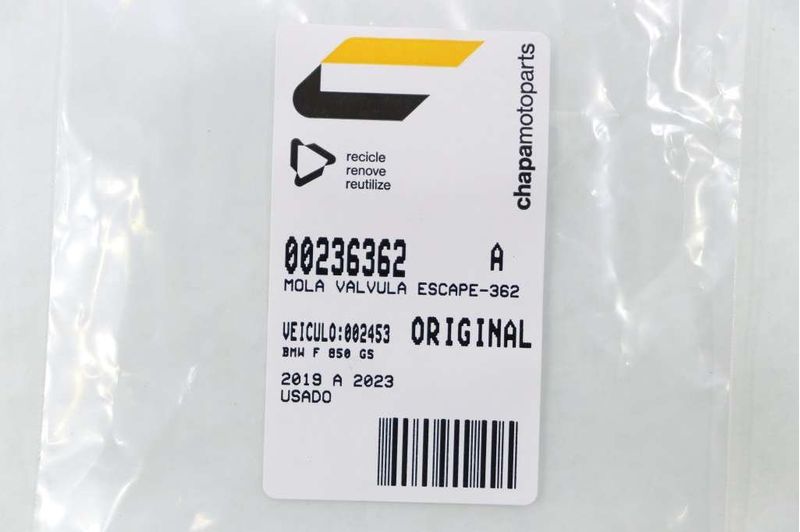 chapamotoparts
recicle
renove
reutilize
00236362 A
MOLA VALVULA ESCAPE-362
VEICULO:002453 ORIGINAL
BMW F 850 GS
2019 A 2023
USADO